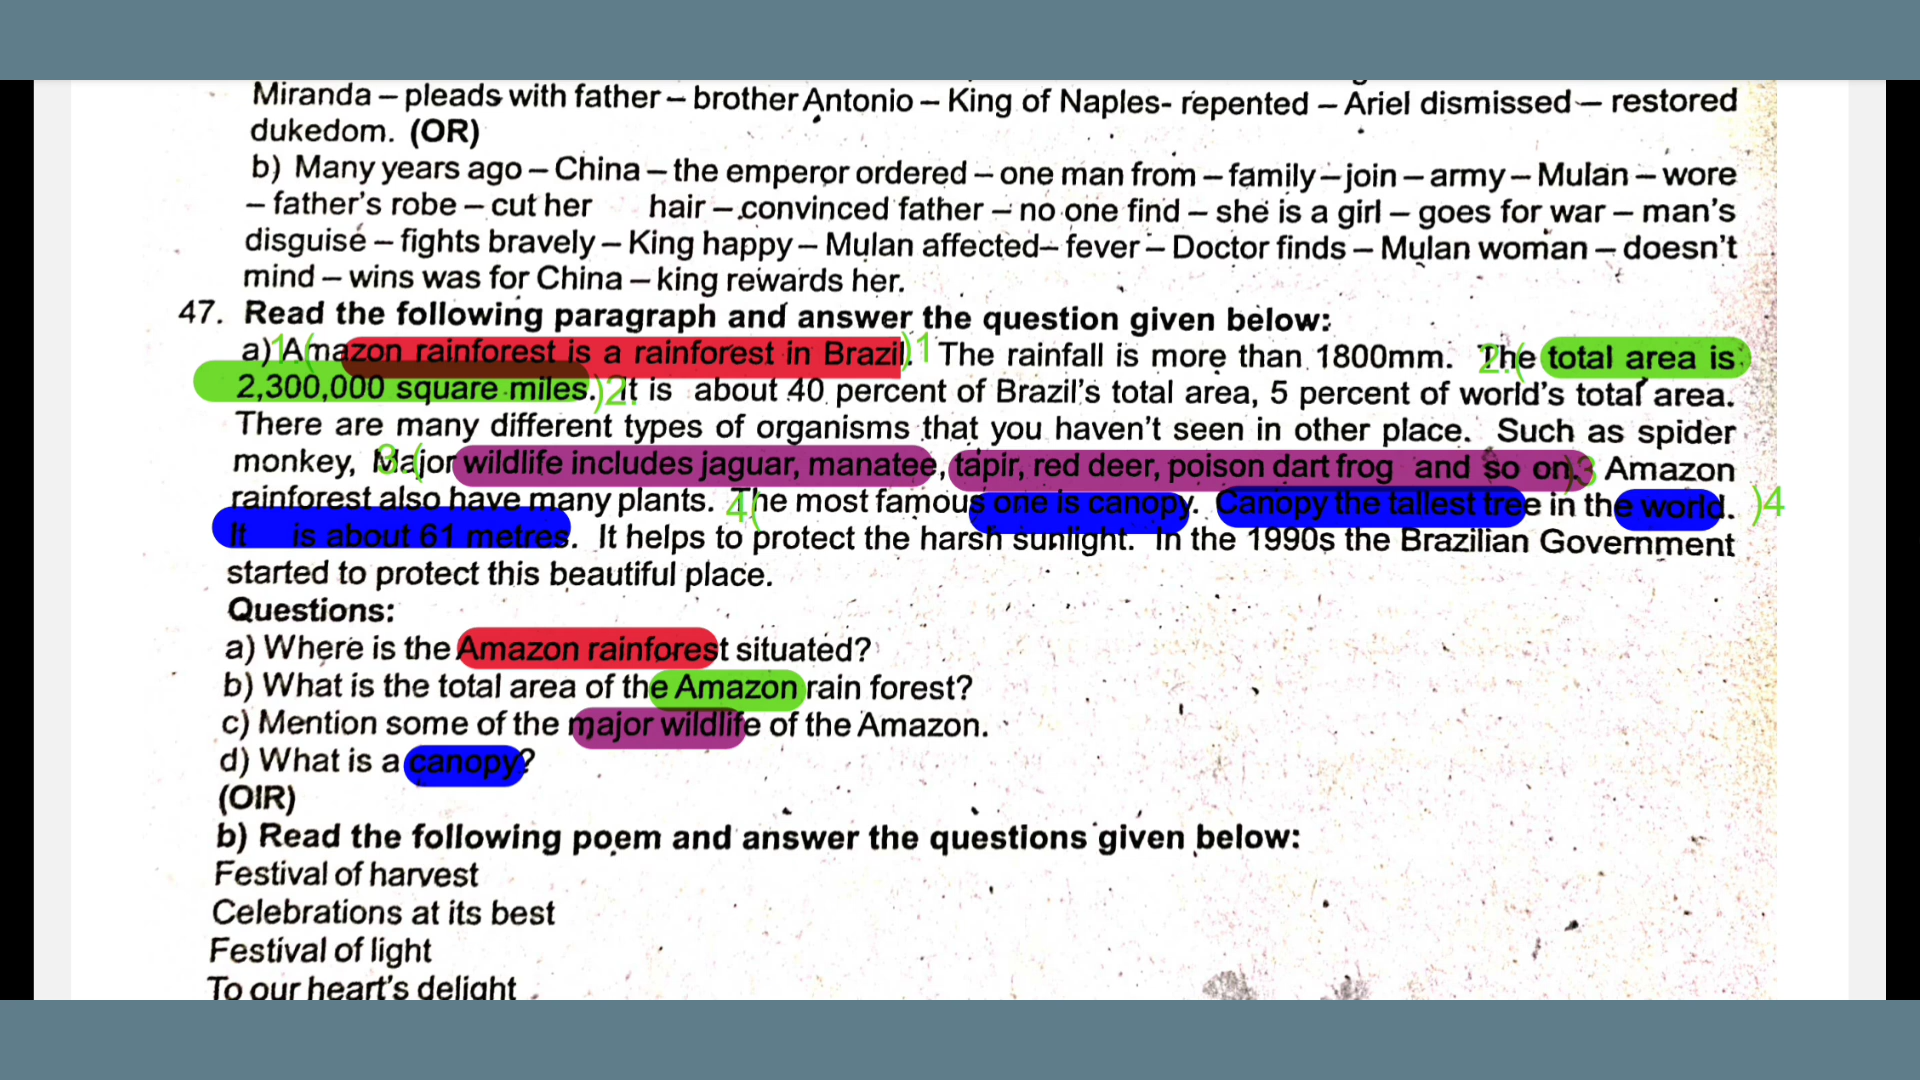 Miranda – pleads with father – brother Antonio – King of Naples- repented – Ariel dismissed – restored
dukedom. (OR)
b) Many years ago – China – the emperor ordered – one man from – family – join – army – Mulan – wore
– father's robe – cut her hair – convinced father – no one find – she is a girl – goes for war – man's
disguise – fights bravely – King happy – Mulan affected– fever – Doctor finds – Mulan woman – doesn't
mind – wins was for China – king rewards her.
47. Read the following paragraph and answer the question given below:
a) 1( Amazon rainforest is a rainforest in Brazil. )1 The rainfall is more than 1800mm. 2.( The total area is
2,300,000 square miles. )2. It is about 40 percent of Brazil's total area, 5 percent of world's total area.
There are many different types of organisms that you haven't seen in other place. Such as spider
monkey, 3.( Major wildlife includes jaguar, manatee, tapir, red deer, poison dart frog and so on. )3 Amazon
rainforest also have many plants. 4( The most famous one is canopy. Canopy the tallest tree in the world. )4
It is about 61 metres. It helps to protect the harsh sunlight. In the 1990s the Brazilian Government
started to protect this beautiful place.
Questions:
a) Where is the Amazon rainforest situated?
b) What is the total area of the Amazon rain forest?
c) Mention some of the major wildlife of the Amazon.
d) What is a canopy?
(OIR)
b) Read the following poem and answer the questions given below:
Festival of harvest
Celebrations at its best
Festival of light
To our heart's delight